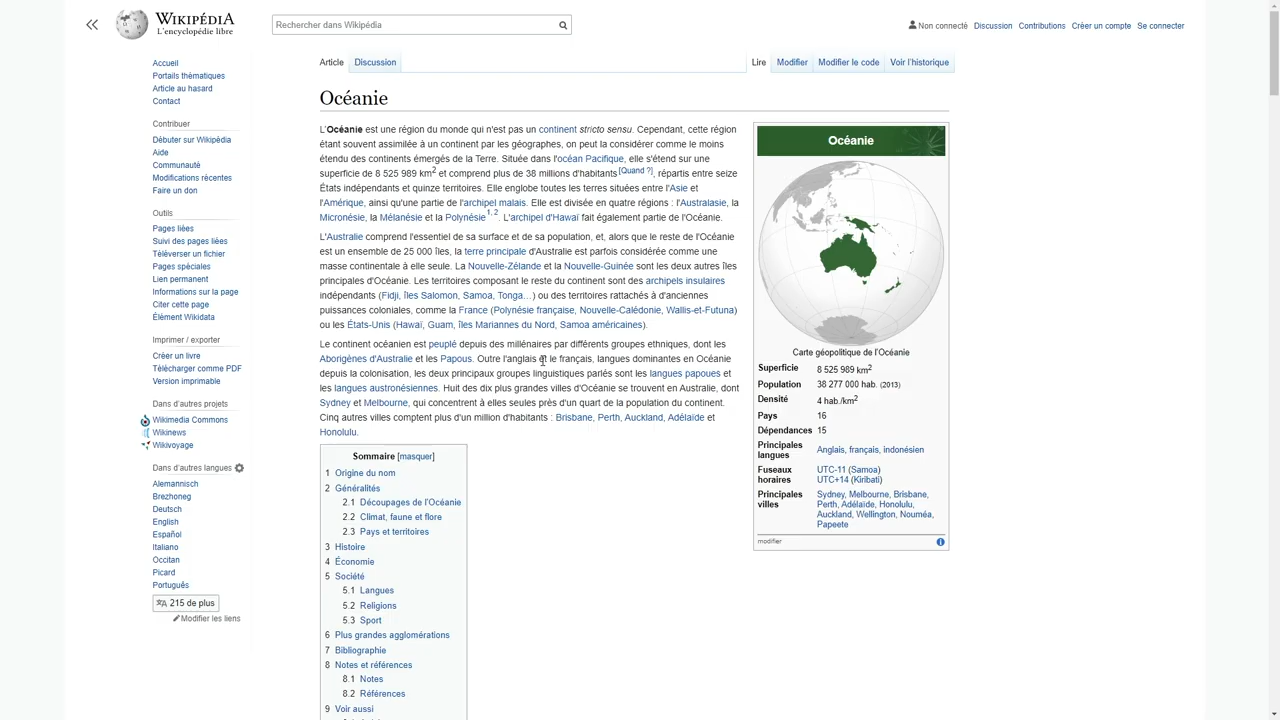 WIKIPÉDIA
L'encyclopédie libre
Rechercher dans Wikipédia
Non connecté Discussion Contributions Créer un compte Se connecter
Accueil
Portails thématiques
Article au hasard
Contact
Contribuer
Débuter sur Wikipédia
Aide
Communauté
Modifications récentes
Faire un don
Outils
Pages liées
Suivi des pages liées
Téléverser un fichier
Pages spéciales
Lien permanent
Informations sur la page
Citer cette page
Élément Wikidata
Imprimer / exporter
Créer un livre
Télécharger comme PDF
Version imprimable
Dans d'autres projets
Wikimedia Commons
Wikinews
Wikivoyage
Dans d'autres langues
Alemannisch
Brezhoneg
Deutsch
English
Español
Italiano
Occitan
Picard
Português
215 de plus
Modifier les liens
Article Discussion Lire Modifier Modifier le code Voir l'historique
Océanie
L'Océanie est une région du monde qui n'est pas un continent stricto sensu. Cependant, cette région
étant souvent assimilée à un continent par les géographes, on peut la considérer comme le moins
étendu des continents émergés de la Terre. Située dans l'océan Pacifique, elle s'étend sur une
superficie de 8 525 989 km2 et comprend plus de 38 millions d'habitants[Quand ?], répartis entre seize
États indépendants et quinze territoires. Elle englobe toutes les terres situées entre l'Asie et
l'Amérique, ainsi qu'une partie de l'archipel malais. Elle est divisée en quatre régions : l'Australasie, la
Micronésie, la Mélanésie et la Polynésie1, 2. L'archipel d'Hawaï fait également partie de l'Océanie.
L'Australie comprend l'essentiel de sa surface et de sa population, et, alors que le reste de l'Océanie
est un ensemble de 25 000 îles, la terre principale d'Australie est parfois considérée comme une
masse continentale à elle seule. La Nouvelle-Zélande et la Nouvelle-Guinée sont les deux autres îles
principales d'Océanie. Les territoires composant le reste du continent sont des archipels insulaires
indépendants (Fidji, îles Salomon, Samoa, Tonga…) ou des territoires rattachés à d'anciennes
puissances coloniales, comme la France (Polynésie française, Nouvelle-Calédonie, Wallis-et-Futuna)
ou les États-Unis (Hawaï, Guam, îles Mariannes du Nord, Samoa américaines).
Le continent océanien est peuplé depuis des millénaires par différents groupes ethniques, dont les
Aborigènes d'Australie et les Papous. Outre l'anglais et le français, langues dominantes en Océanie
depuis la colonisation, les deux principaux groupes linguistiques parlés sont les langues papoues et
les langues austronésiennes. Huit des dix plus grandes villes d'Océanie se trouvent en Australie, dont
Sydney et Melbourne, qui concentrent à elles seules près d'un quart de la population du continent.
Cinq autres villes comptent plus d'un million d'habitants : Brisbane, Perth, Auckland, Adélaïde et
Honolulu.
Sommaire [masquer]
1 Origine du nom
2 Généralités
2.1 Découpages de l'Océanie
2.2 Climat, faune et flore
2.3 Pays et territoires
3 Histoire
4 Économie
5 Société
5.1 Langues
5.2 Religions
5.3 Sport
6 Plus grandes agglomérations
7 Bibliographie
8 Notes et références
8.1 Notes
8.2 Références
9 Voir aussi
Océanie
Carte géopolitique de l'Océanie
Superficie 8 525 989 km2
Population 38 277 000 hab. (2013)
Densité 4 hab./km2
Pays 16
Dépendances 15
Principales langues Anglais, français, indonésien
Fuseaux horaires UTC-11 (Samoa)
UTC+14 (Kiribati)
Principales villes Sydney, Melbourne, Brisbane,
Perth, Adélaïde, Honolulu,
Auckland, Wellington, Nouméa,
Papeete
modifier